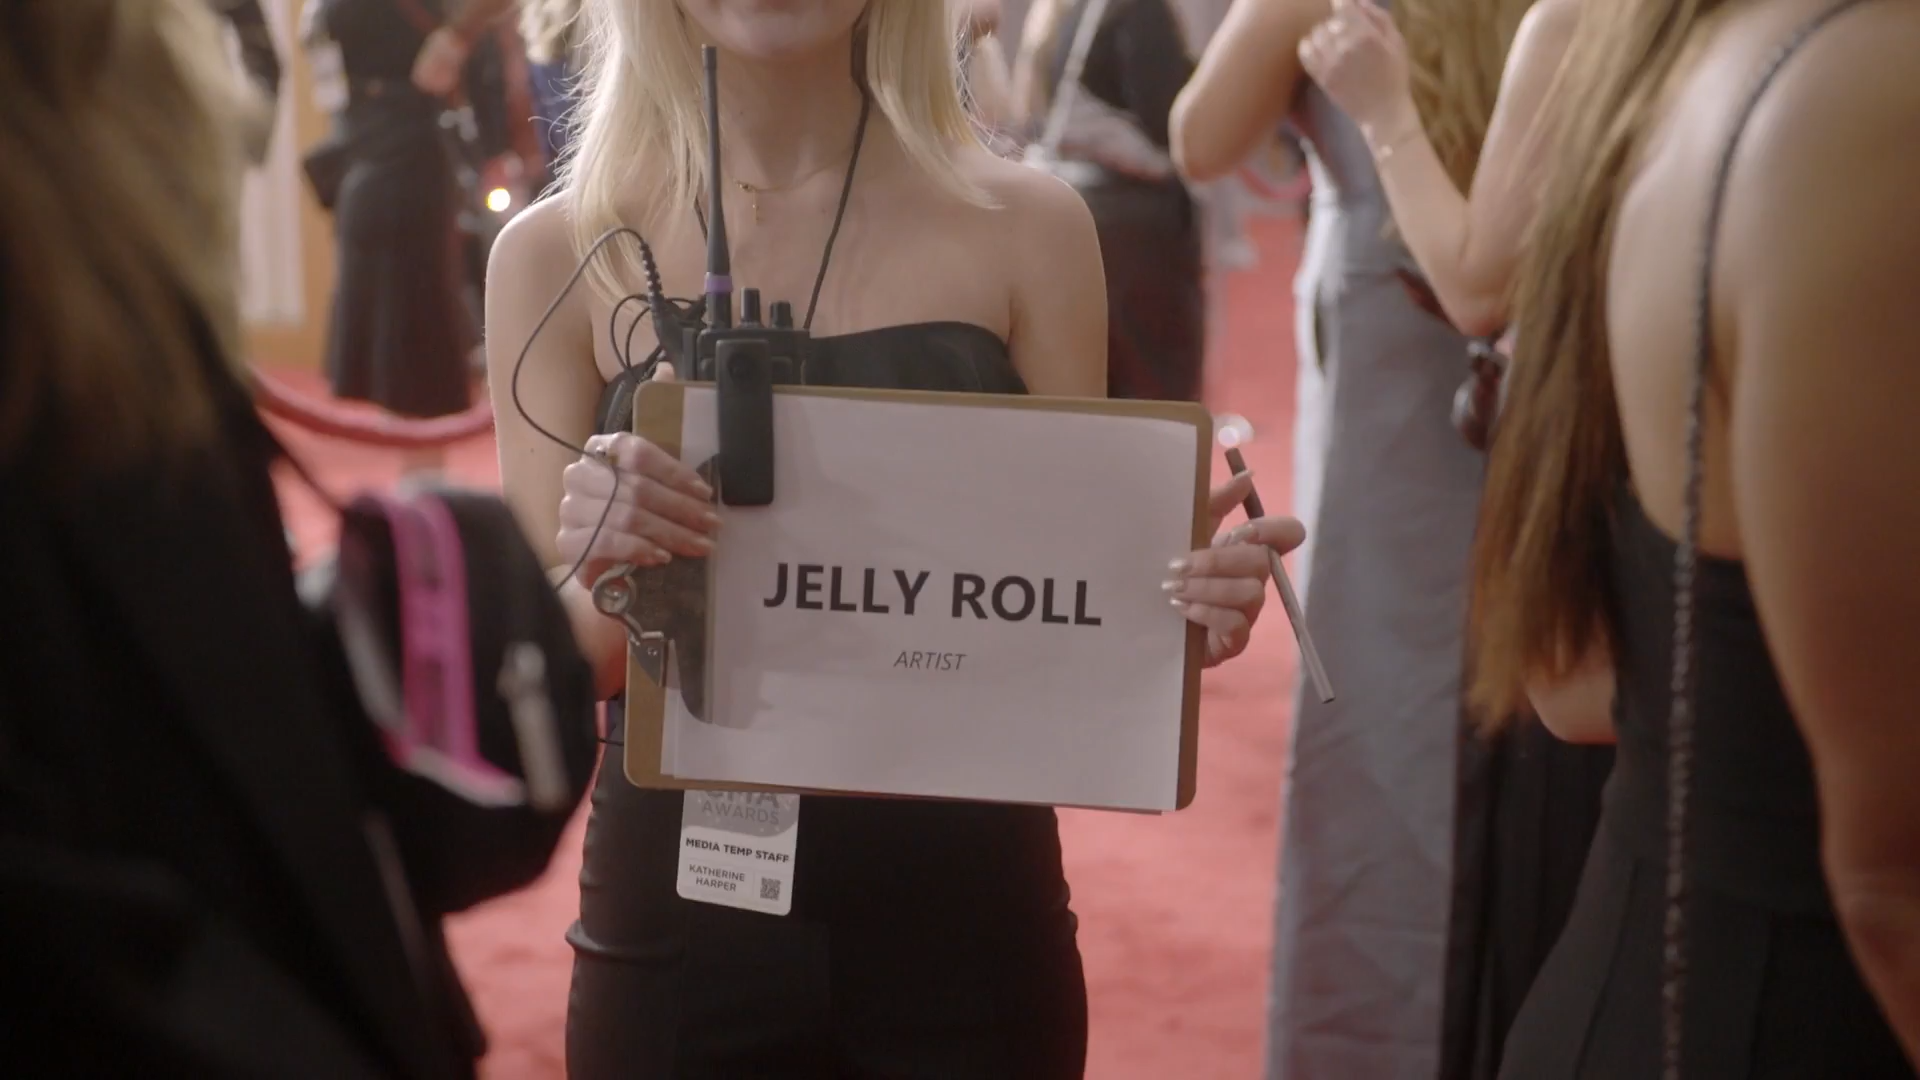 JELLY ROLL
ARTIST
AWARDS
MEDIA TEMP STAFF
KATHERINE
HARPER